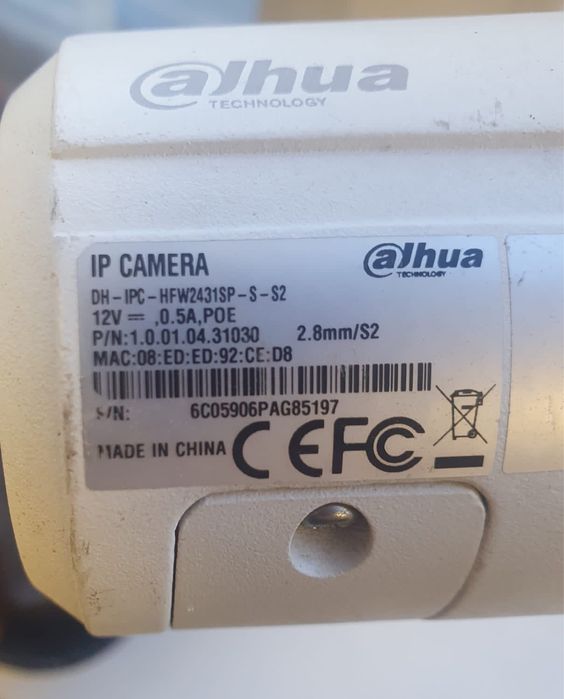 alhua
TECHNOLOGY
IP CAMERA
alhua
TECHNOLOGY
DH-IPC-HFW2431SP-S-S2
12V⎓,0.5A,POE
P/N:1.0.01.04.31030 2.8mm/S2
MAC:08:ED:ED:92:CE:D8
S/N: 6C05906PAG85197
MADE IN CHINA CE FC